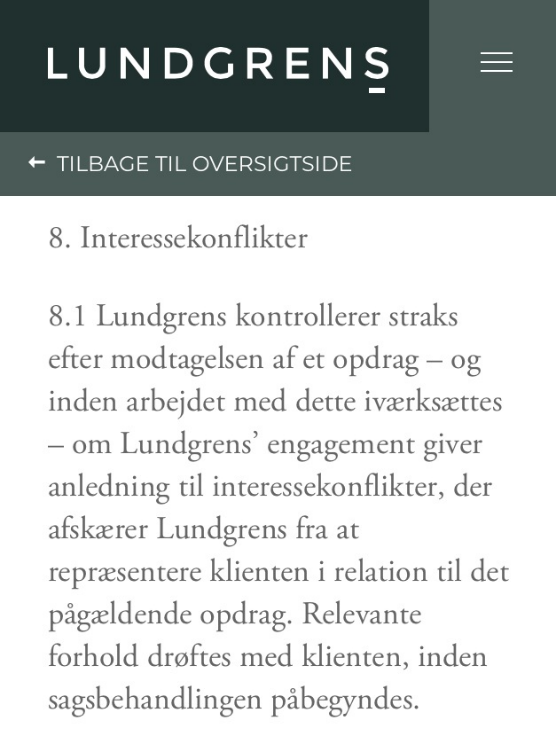 LUNDGRENS
← TILBAGE TIL OVERSIGTSIDE
8. Interessekonflikter
8.1 Lundgrens kontrollerer straks
efter modtagelsen af et opdrag – og
inden arbejdet med dette iværksættes
– om Lundgrens’ engagement giver
anledning til interessekonflikter, der
afskærer Lundgrens fra at
repræsentere klienten i relation til det
pågældende opdrag. Relevante
forhold drøftes med klienten, inden
sagsbehandlingen påbegyndes.